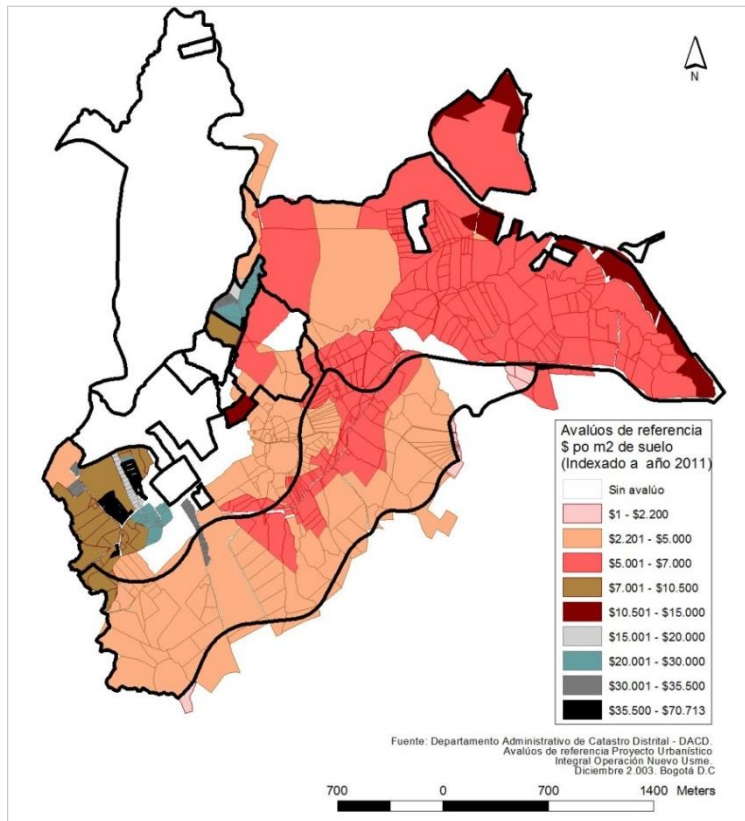 N
Avalúos de referencia
$ po m2 de suelo
(Indexado a año 2011)
Sin avalúo
$1 - $2.200
$2.201 - $5.000
$5.001 - $7.000
$7.001 - $10.500
$10.501 - $15.000
$15.001 - $20.000
$20.001 - $30.000
$30.001 - $35.500
$35.500 - $70.713
Fuente: Departamento Administrativo de Catastro Distrital - DACD.
Avalúos de referencia Proyecto Urbanístico
Integral Operación Nuevo Usme.
Diciembre 2.003. Bogotá D.C
700 0 700 1400 Meters